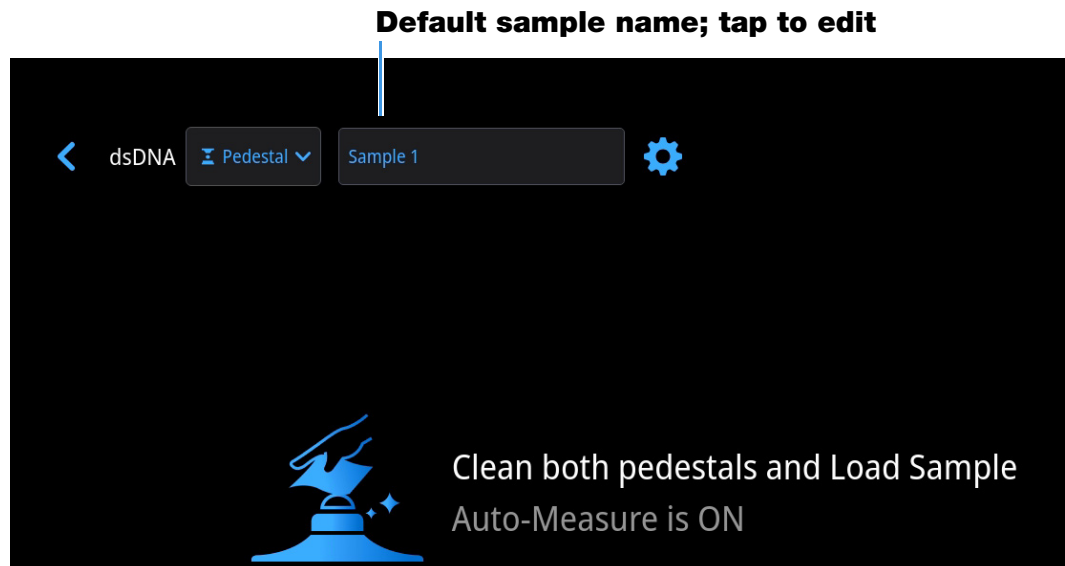 Default sample name; tap to edit
dsDNA Pedestal Sample 1
Clean both pedestals and Load Sample
Auto-Measure is ON